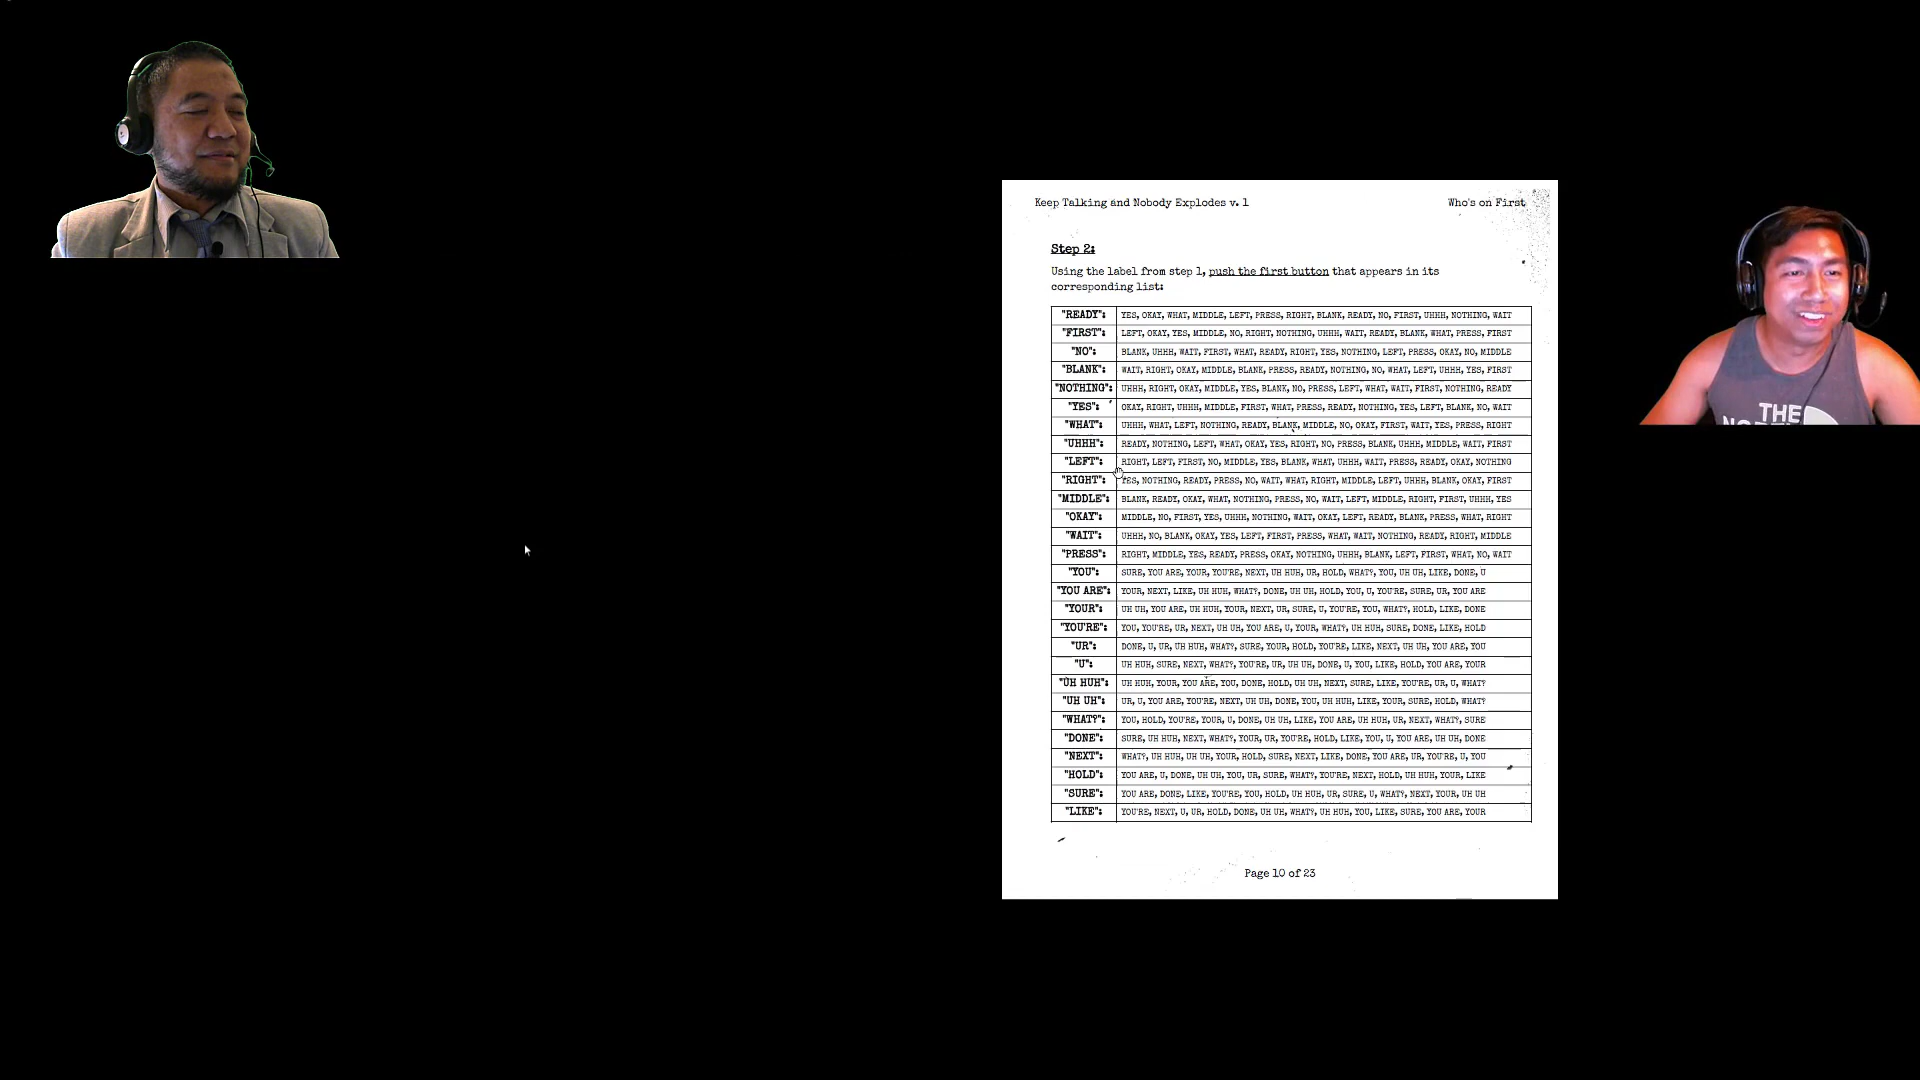 Keep Talking and Nobody Explodes v. 1
Who's on First
Step 2:
Using the label from step 1, push the first button that appears in its
corresponding list:
"READY": YES, OKAY, WHAT, MIDDLE, LEFT, PRESS, RIGHT, BLANK, READY, NO, FIRST, UHHH, NOTHING, WAIT
"FIRST": LEFT, OKAY, YES, MIDDLE, NO, RIGHT, NOTHING, UHHH, WAIT, READY, BLANK, WHAT, PRESS, FIRST
"NO": BLANK, UHHH, WAIT, FIRST, WHAT, READY, RIGHT, YES, NOTHING, LEFT, PRESS, OKAY, NO, MIDDLE
"BLANK": WAIT, RIGHT, OKAY, MIDDLE, BLANK, PRESS, READY, NOTHING, NO, WHAT, LEFT, UHHH, YES, FIRST
"NOTHING": UHHH, RIGHT, OKAY, MIDDLE, YES, BLANK, NO, PRESS, LEFT, WHAT, WAIT, FIRST, NOTHING, READY
"YES": OKAY, RIGHT, UHHH, MIDDLE, FIRST, WHAT, PRESS, READY, NOTHING, YES, LEFT, BLANK, NO, WAIT
"WHAT": UHHH, WHAT, LEFT, NOTHING, READY, BLANK, MIDDLE, NO, OKAY, FIRST, WAIT, YES, PRESS, RIGHT
"UHHH": READY, NOTHING, LEFT, WHAT, OKAY, YES, RIGHT, NO, PRESS, BLANK, UHHH, MIDDLE, WAIT, FIRST
"LEFT": RIGHT, LEFT, FIRST, NO, MIDDLE, YES, BLANK, WHAT, UHHH, WAIT, PRESS, READY, OKAY, NOTHING
"RIGHT": YES, NOTHING, READY, PRESS, NO, WAIT, WHAT, RIGHT, MIDDLE, LEFT, UHHH, BLANK, OKAY, FIRST
"MIDDLE": BLANK, READY, OKAY, WHAT, NOTHING, PRESS, NO, WAIT, LEFT, MIDDLE, RIGHT, FIRST, UHHH, YES
"OKAY": MIDDLE, NO, FIRST, YES, UHHH, NOTHING, WAIT, OKAY, LEFT, READY, BLANK, PRESS, WHAT, RIGHT
"WAIT": UHHH, NO, BLANK, OKAY, YES, LEFT, FIRST, PRESS, WHAT, WAIT, NOTHING, READY, RIGHT, MIDDLE
"PRESS": RIGHT, MIDDLE, YES, READY, PRESS, OKAY, NOTHING, UHHH, BLANK, LEFT, FIRST, WHAT, NO, WAIT
"YOU": SURE, YOU ARE, YOUR, YOU'RE, NEXT, UH HUH, UR, HOLD, WHAT?, YOU, UH UH, LIKE, DONE, U
"YOU ARE": YOUR, NEXT, LIKE, UH HUH, WHAT?, DONE, UH UH, HOLD, YOU, U, YOU'RE, SURE, UR, YOU ARE
"YOUR": UH UH, YOU ARE, UH HUH, YOUR, NEXT, UR, SURE, U, YOU'RE, YOU, WHAT?, HOLD, LIKE, DONE
"YOU'RE": YOU, YOU'RE, UR, NEXT, UH UH, YOU ARE, U, YOUR, WHAT?, UH HUH, SURE, DONE, LIKE, HOLD
"UR": DONE, U, UR, UH HUH, WHAT?, SURE, YOUR, HOLD, YOU'RE, LIKE, NEXT, UH UH, YOU ARE, YOU
"U": UH HUH, SURE, NEXT, WHAT?, YOU'RE, UR, UH UH, DONE, U, YOU, LIKE, HOLD, YOU ARE, YOUR
"UH HUH": UH HUH, YOUR, YOU ARE, YOU, DONE, HOLD, UH UH, NEXT, SURE, LIKE, YOU'RE, UR, U, WHAT?
"UH UH": UR, U, YOU ARE, YOU'RE, NEXT, UH UH, DONE, YOU, UH HUH, LIKE, YOUR, SURE, HOLD, WHAT?
"WHAT?": YOU, HOLD, YOU'RE, YOUR, U, DONE, UH UH, LIKE, YOU ARE, UH HUH, UR, NEXT, WHAT?, SURE
"DONE": SURE, UH HUH, NEXT, WHAT?, YOUR, UR, YOU'RE, HOLD, LIKE, YOU, U, YOU ARE, UH UH, DONE
"NEXT": WHAT?, UH HUH, UH UH, YOUR, HOLD, SURE, NEXT, LIKE, DONE, YOU ARE, UR, YOU'RE, U, YOU
"HOLD": YOU ARE, U, DONE, UH UH, YOU, UR, SURE, WHAT?, YOU'RE, NEXT, HOLD, UH HUH, YOUR, LIKE
"SURE": YOU ARE, DONE, LIKE, YOU'RE, YOU, HOLD, UH HUH, UR, SURE, U, WHAT?, NEXT, YOUR, UH UH
"LIKE": YOU'RE, NEXT, U, UR, HOLD, DONE, UH UH, WHAT?, UH HUH, YOU, LIKE, SURE, YOU ARE, YOUR
Page 10 of 23
THE